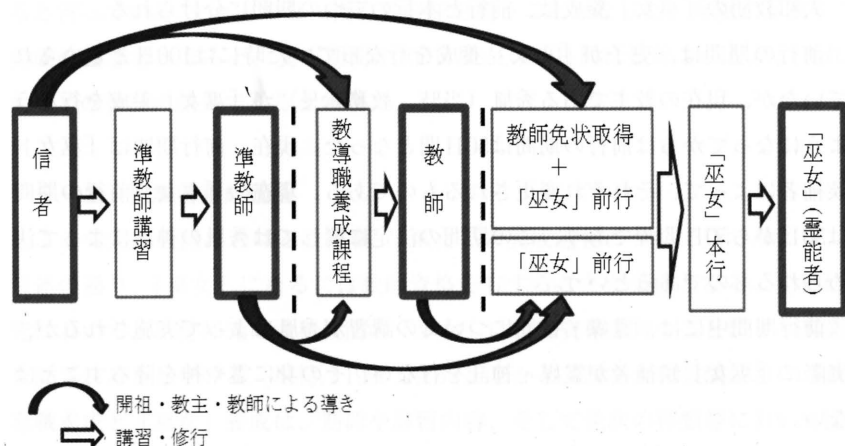 信者
準教師講習
準教師
教導職養成課程
教師
教師免状取得
+
「巫女」前行
「巫女」前行
「巫女」本行
「巫女」(霊能者)
開祖・教主・教師による導き
講習・修行